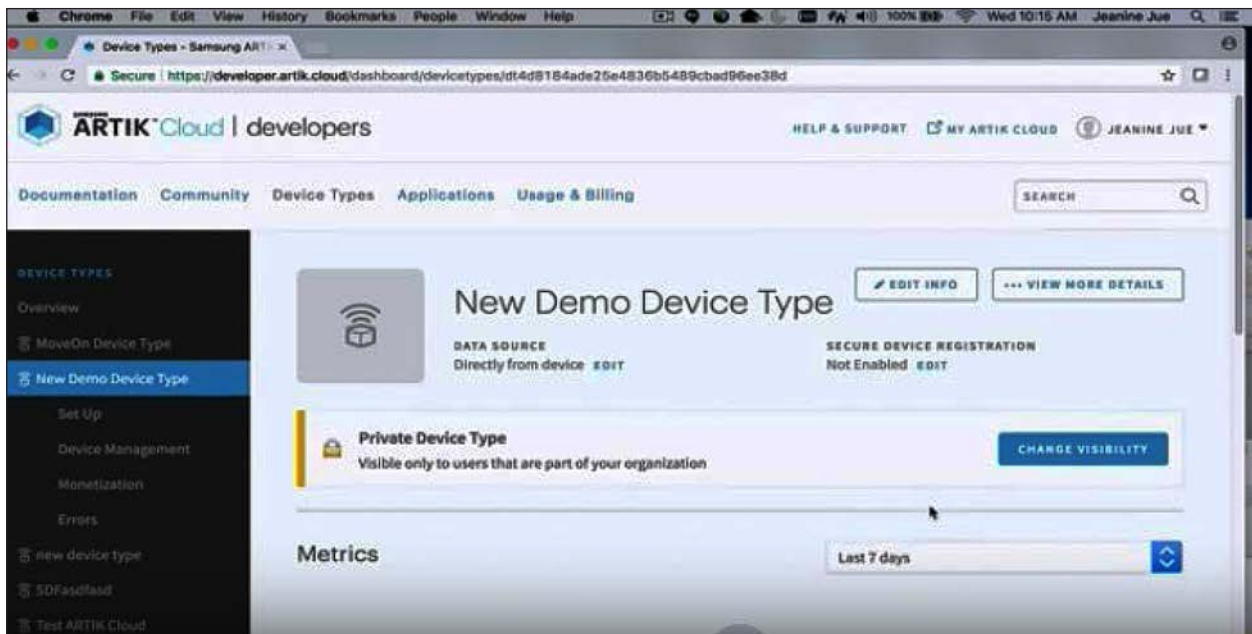 Chrome File Edit View History Bookmarks People Window Help 100% Wed 10:15 AM Jeanine Jue
Device Types - Samsung ART
Secure https://developer.artik.cloud/dashboard/devicetypes/dt4d8184ade25e4836b5489cbad96ee38d
SAMSUNG ARTIK™ Cloud | developers
HELP & SUPPORT MY ARTIK CLOUD JEANINE JUE
Documentation Community Device Types Applications Usage & Billing SEARCH
DEVICE TYPES
Overview
MoveOn Device Type
New Demo Device Type
Set Up
Device Management
Monetization
Errors
new device type
SDFasdfasd
Test ARTIK Cloud
New Demo Device Type
EDIT INFO
••• VIEW MORE DETAILS
DATA SOURCE
Directly from device EDIT
SECURE DEVICE REGISTRATION
Not Enabled EDIT
Private Device Type
Visible only to users that are part of your organization
CHANGE VISIBILITY
Metrics
Last 7 days